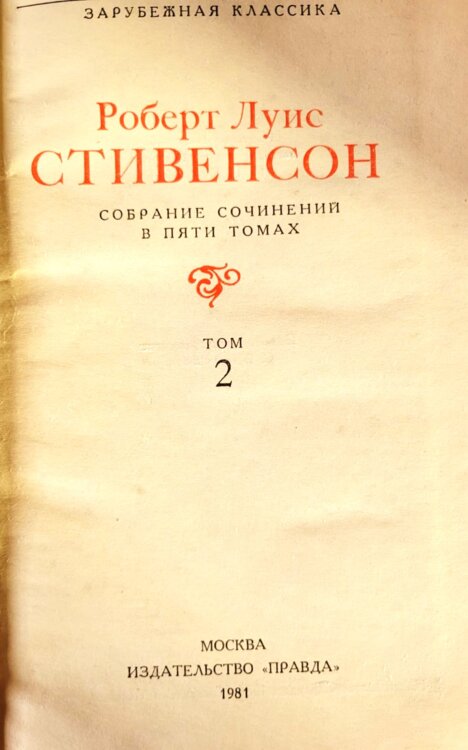 ЗАРУБЕЖНАЯ КЛАССИКА
Роберт Луис
СТИВЕНСОН
СОБРАНИЕ СОЧИНЕНИЙ
В ПЯТИ ТОМАХ
ТОМ
2
МОСКВА
ИЗДАТЕЛЬСТВО «ПРАВДА»
1981